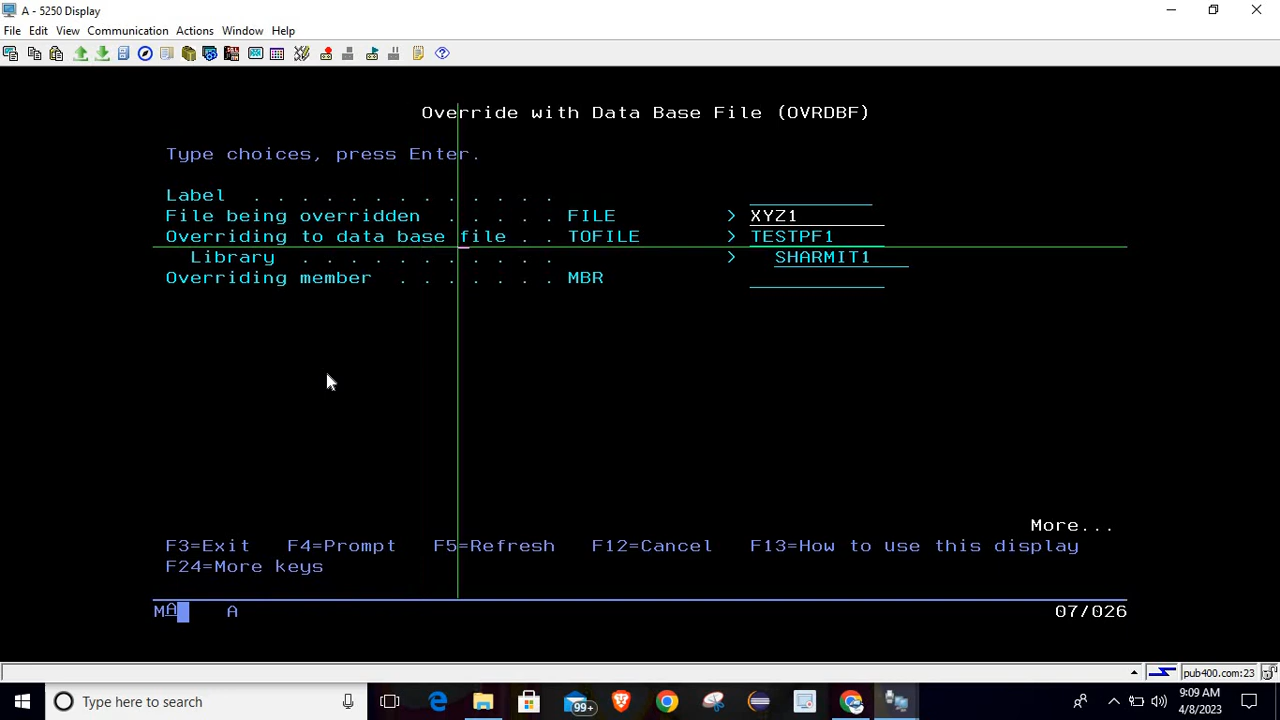 A - 5250 Display
File Edit View Communication Actions Window Help
Override with Data Base File (OVRDBF)
Type choices, press Enter.
Label . . . . . . . . . . . . .
File being overridden . . . . . FILE > XYZ1
Overriding to data base file . . TOFILE > TESTPF1
Library . . . . . . . . . . . > SHARMIT1
Overriding member . . . . . . . MBR
More...
F3=Exit F4=Prompt F5=Refresh F12=Cancel F13=How to use this display
F24=More keys
MA A 07/026
pub400.com:23
Type here to search
99+
9:09 AM
4/8/2023